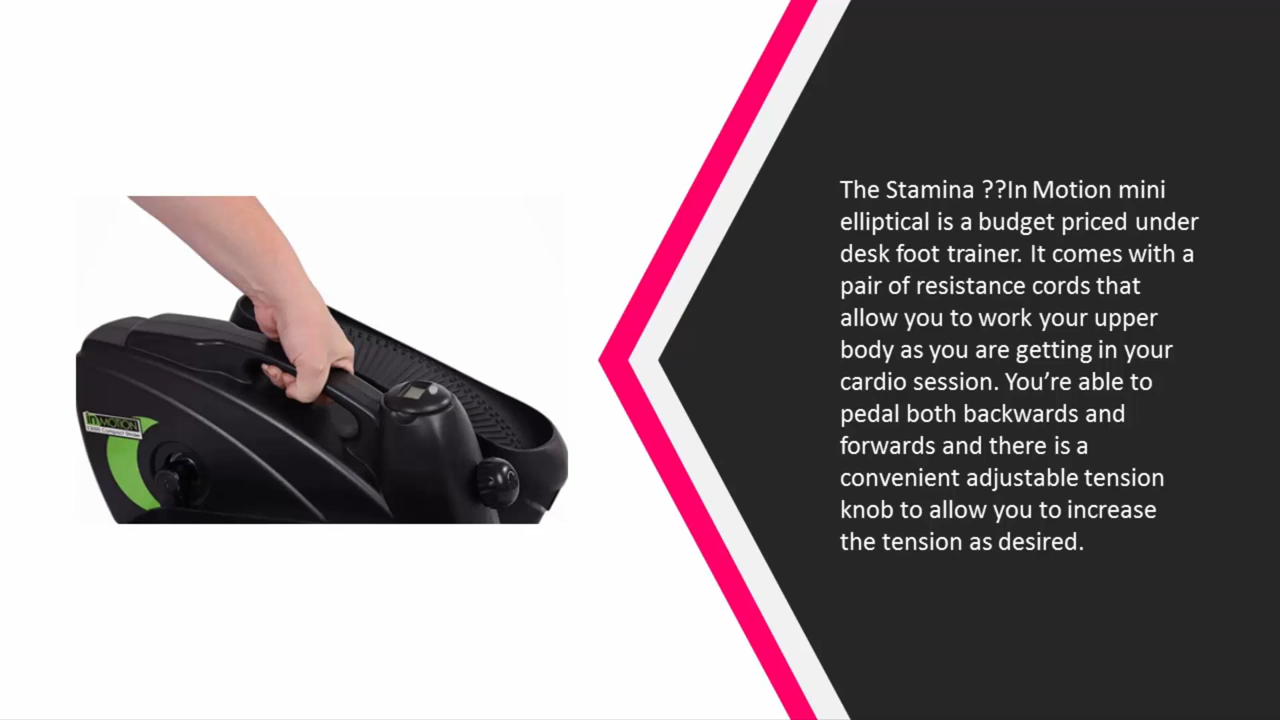 In MOTION
The Stamina ??In Motion mini
elliptical is a budget priced under
desk foot trainer. It comes with a
pair of resistance cords that
allow you to work your upper
body as you are getting in your
cardio session. You’re able to
pedal both backwards and
forwards and there is a
convenient adjustable tension
knob to allow you to increase
the tension as desired.